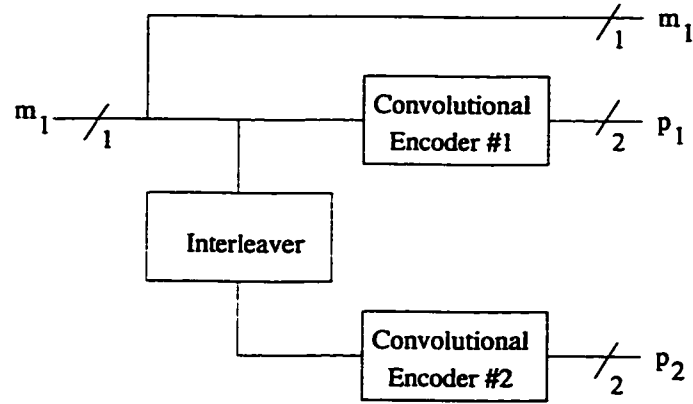 m1
1
m1
1
Convolutional
Encoder #1
2
p1
Interleaver
Convolutional
Encoder #2
2
p2